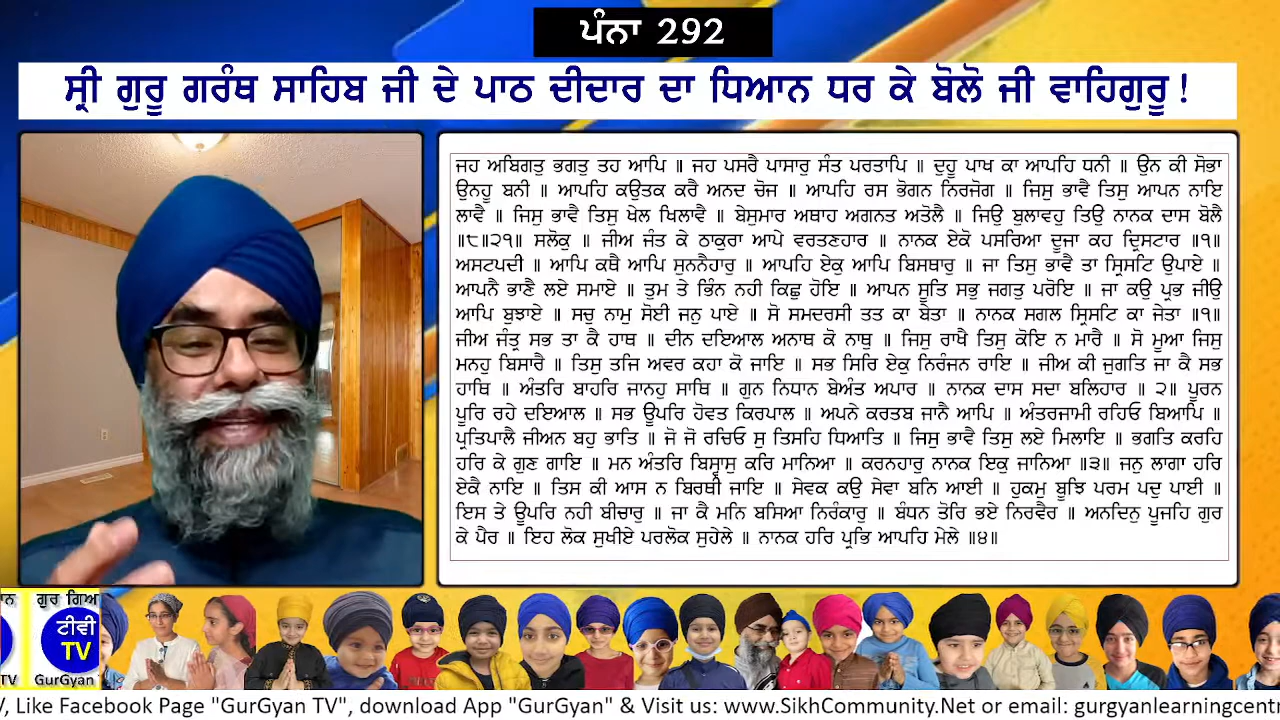 ਪੰਨਾ 292
ਸ੍ਰੀ ਗੁਰੂ ਗਰੰਥ ਸਾਹਿਬ ਜੀ ਦੇ ਪਾਠ ਦੀਦਾਰ ਦਾ ਧਿਆਨ ਧਰ ਕੇ ਬੋਲੋ ਜੀ ਵਾਹਿਗੁਰੂ!
ਜਹ ਅਬਿਗਤੁ ਭਗਤੁ ਤਹ ਆਪਿ ॥ ਜਹ ਪਸਰੈ ਪਾਸਾਰੁ ਸੰਤ ਪਰਤਾਪਿ ॥ ਦੁਹੂ ਪਾਖ ਕਾ ਆਪਹਿ ਧਨੀ ॥ ਉਨ ਕੀ ਸੋਭਾ
ਉਨਹੂ ਬਨੀ ॥ ਆਪਹਿ ਕਉਤਕ ਕਰੈ ਅਨਦ ਚੋਜ ॥ ਆਪਹਿ ਰਸ ਭੋਗਨ ਨਿਰਜੋਗ ॥ ਜਿਸੁ ਭਾਵੈ ਤਿਸੁ ਆਪਨ ਨਾਇ
ਲਾਵੈ ॥ ਜਿਸੁ ਭਾਵੈ ਤਿਸੁ ਖੇਲ ਖਿਲਾਵੈ ॥ ਬੇਸੁਮਾਰ ਅਥਾਹ ਅਗਨਤ ਅਤੋਲੈ ॥ ਜਿਉ ਬੁਲਾਵਹੁ ਤਿਉ ਨਾਨਕ ਦਾਸ ਬੋਲੈ
॥੮॥੨੧॥ ਸਲੋਕੁ ॥ ਜੀਅ ਜੰਤ ਕੇ ਠਾਕੁਰਾ ਆਪੇ ਵਰਤਣਹਾਰ ॥ ਨਾਨਕ ਏਕੋ ਪਸਰਿਆ ਦੂਜਾ ਕਹ ਦ੍ਰਿਸਟਾਰ ॥੧॥
ਅਸਟਪਦੀ ॥ ਆਪਿ ਕਥੈ ਆਪਿ ਸੁਨਨੈਹਾਰੁ ॥ ਆਪਹਿ ਏਕੁ ਆਪਿ ਬਿਸਥਾਰੁ ॥ ਜਾ ਤਿਸੁ ਭਾਵੈ ਤਾ ਸ੍ਰਿਸਟਿ ਉਪਾਏ ॥
ਆਪਨੈ ਭਾਣੈ ਲਏ ਸਮਾਏ ॥ ਤੁਮ ਤੇ ਭਿੰਨ ਨਹੀ ਕਿਛੁ ਹੋਇ ॥ ਆਪਨ ਸੂਤਿ ਸਭੁ ਜਗਤੁ ਪਰੋਇ ॥ ਜਾ ਕਉ ਪ੍ਰਭ ਜੀਉ
ਆਪਿ ਬੁਝਾਏ ॥ ਸਚੁ ਨਾਮੁ ਸੋਈ ਜਨੁ ਪਾਏ ॥ ਸੋ ਸਮਦਰਸੀ ਤਤ ਕਾ ਬੇਤਾ ॥ ਨਾਨਕ ਸਗਲ ਸ੍ਰਿਸਟਿ ਕਾ ਜੇਤਾ ॥੧॥
ਜੀਅ ਜੰਤ੍ਰ ਸਭ ਤਾ ਕੈ ਹਾਥ ॥ ਦੀਨ ਦਇਆਲ ਅਨਾਥ ਕੋ ਨਾਥੁ ॥ ਜਿਸੁ ਰਾਖੈ ਤਿਸੁ ਕੋਇ ਨ ਮਾਰੈ ॥ ਸੋ ਮੂਆ ਜਿਸੁ
ਮਨਹੁ ਬਿਸਾਰੈ ॥ ਤਿਸੁ ਤਜਿ ਅਵਰ ਕਹਾ ਕੋ ਜਾਇ ॥ ਸਭ ਸਿਰਿ ਏਕੁ ਨਿਰੰਜਨ ਰਾਇ ॥ ਜੀਅ ਕੀ ਜੁਗਤਿ ਜਾ ਕੈ ਸਭ
ਹਾਥਿ ॥ ਅੰਤਰਿ ਬਾਹਰਿ ਜਾਨਹੁ ਸਾਥਿ ॥ ਗੁਨ ਨਿਧਾਨ ਬੇਅੰਤ ਅਪਾਰ ॥ ਨਾਨਕ ਦਾਸ ਸਦਾ ਬਲਿਹਾਰ ॥ ੨॥ ਪੂਰਨ
ਪੂਰਿ ਰਹੇ ਦਇਆਲ ॥ ਸਭ ਊਪਰਿ ਹੋਵਤ ਕਿਰਪਾਲ ॥ ਅਪਨੇ ਕਰਤਬ ਜਾਨੈ ਆਪਿ ॥ ਅੰਤਰਜਾਮੀ ਰਹਿਓ ਬਿਆਪਿ ॥
ਪ੍ਰਤਿਪਾਲੈ ਜੀਅਨ ਬਹੁ ਭਾਤਿ ॥ ਜੋ ਜੋ ਰਚਿਓ ਸੁ ਤਿਸਹਿ ਧਿਆਤਿ ॥ ਜਿਸੁ ਭਾਵੈ ਤਿਸੁ ਲਏ ਮਿਲਾਇ ॥ ਭਗਤਿ ਕਰਹਿ
ਹਰਿ ਕੇ ਗੁਣ ਗਾਇ ॥ ਮਨ ਅੰਤਰਿ ਬਿਸ੍ਵਾਸੁ ਕਰਿ ਮਾਨਿਆ ॥ ਕਰਨਹਾਰੁ ਨਾਨਕ ਇਕੁ ਜਾਨਿਆ ॥੩॥ ਜਨੁ ਲਾਗਾ ਹਰਿ
ਏਕੈ ਨਾਇ ॥ ਤਿਸ ਕੀ ਆਸ ਨ ਬਿਰਥੀ ਜਾਇ ॥ ਸੇਵਕ ਕਉ ਸੇਵਾ ਬਨਿ ਆਈ ॥ ਹੁਕਮੁ ਬੂਝਿ ਪਰਮ ਪਦੁ ਪਾਈ ॥
ਇਸ ਤੇ ਊਪਰਿ ਨਹੀ ਬੀਚਾਰੁ ॥ ਜਾ ਕੈ ਮਨਿ ਬਸਿਆ ਨਿਰੰਕਾਰੁ ॥ ਬੰਧਨ ਤੋਰਿ ਭਏ ਨਿਰਵੈਰ ॥ ਅਨਦਿਨੁ ਪੂਜਹਿ ਗੁਰ
ਕੇ ਪੈਰ ॥ ਇਹ ਲੋਕ ਸੁਖੀਏ ਪਰਲੋਕ ਸੁਹੇਲੇ ॥ ਨਾਨਕ ਹਰਿ ਪ੍ਰਭਿ ਆਪਹਿ ਮੇਲੇ ॥੪॥
ਗੁਰ ਗਿਆ
ਟੀਵੀ
TV
TV GurGyan
V, Like Facebook Page "GurGyan TV", download App "GurGyan" & Visit us: www.SikhCommunity.Net or email: gurgyanlearningcent